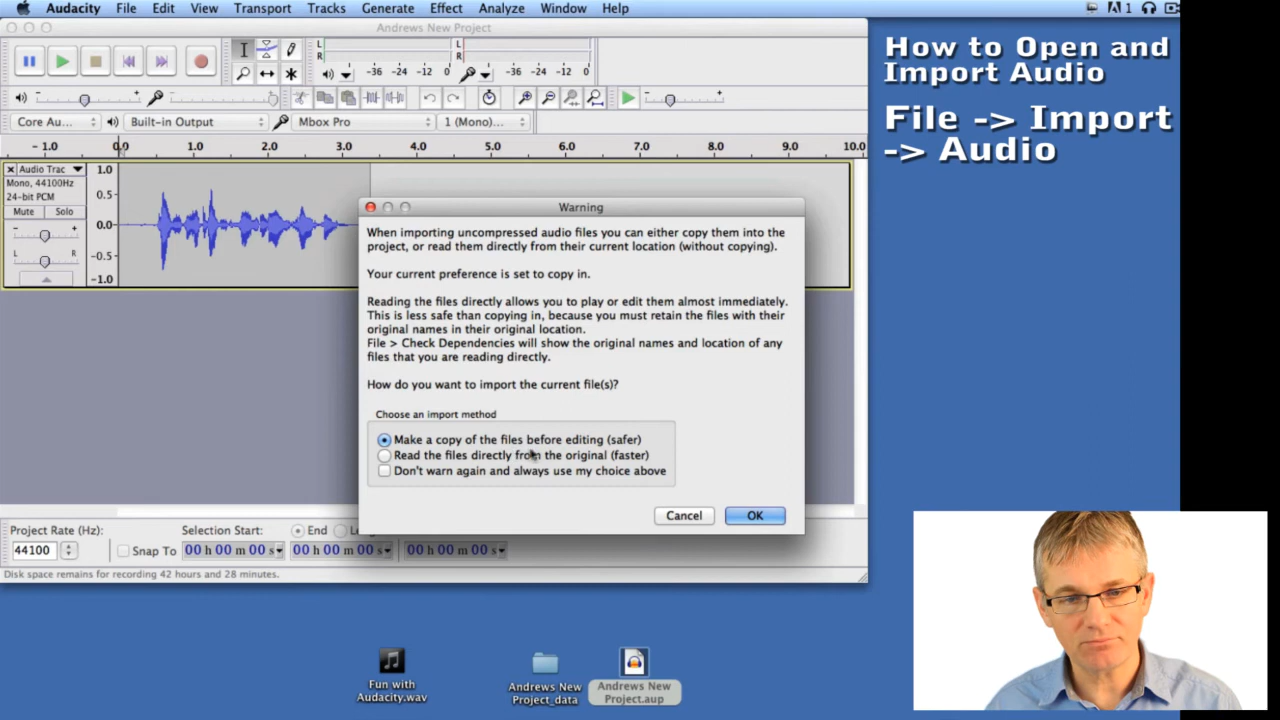 Audacity File Edit View Transport Tracks Generate Effect Analyze Window Help 1
Andrews New Project
How to Open and
Import Audio
File -> Import
-> Audio
L
R
-36 -24 -12 0
L
R
-36 -24 -12 0
- +
- +
Core Au... Built-in Output Mbox Pro 1 (Mono)...
- 1.0 0.0 1.0 2.0 3.0 4.0 5.0 6.0 7.0 8.0 9.0 10.0
Audio Trac
Mono, 44100Hz
24-bit PCM
Mute Solo
- +
L R
1.0
0.5
0.0
-0.5
-1.0
Warning
When importing uncompressed audio files you can either copy them into the
project, or read them directly from their current location (without copying).
Your current preference is set to copy in.
Reading the files directly allows you to play or edit them almost immediately.
This is less safe than copying in, because you must retain the files with their
original names in their original location.
File > Check Dependencies will show the original names and location of any
files that you are reading directly.
How do you want to import the current file(s)?
Choose an import method
Make a copy of the files before editing (safer)
Read the files directly from the original (faster)
Don't warn again and always use my choice above
Cancel OK
Project Rate (Hz): Selection Start: End
44100 Snap To 00 h 00 m 00 s 00 h 00 m 00 s 00 h 00 m 00 s
Disk space remains for recording 42 hours and 28 minutes.
Fun with
Audacity.wav
Andrews New
Project_data
Andrews New
Project.aup